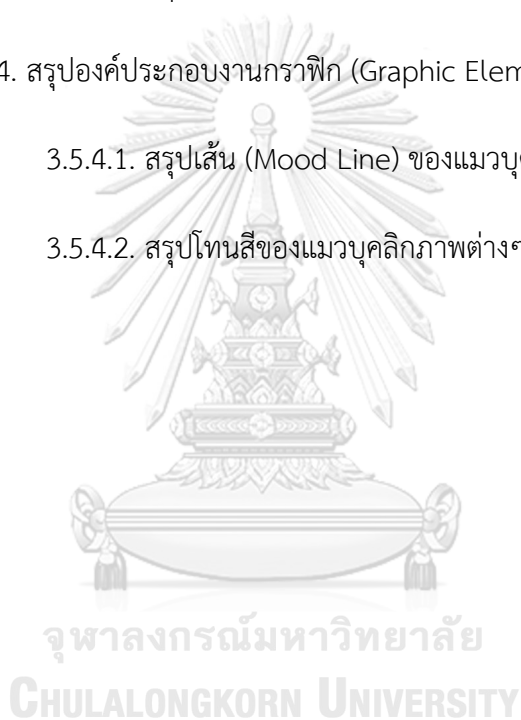 4. สรุปองค์ประกอบงานกราฟิก (Graphic Elem
3.5.4.1. สรุปเส้น (Mood Line) ของแมวบุค
3.5.4.2. สรุปโทนสีของแมวบุคลิกภาพต่างๆ
จุฬาลงกรณ์มหาวิทยาลัย
CHULALONGKORN UNIVERSITY